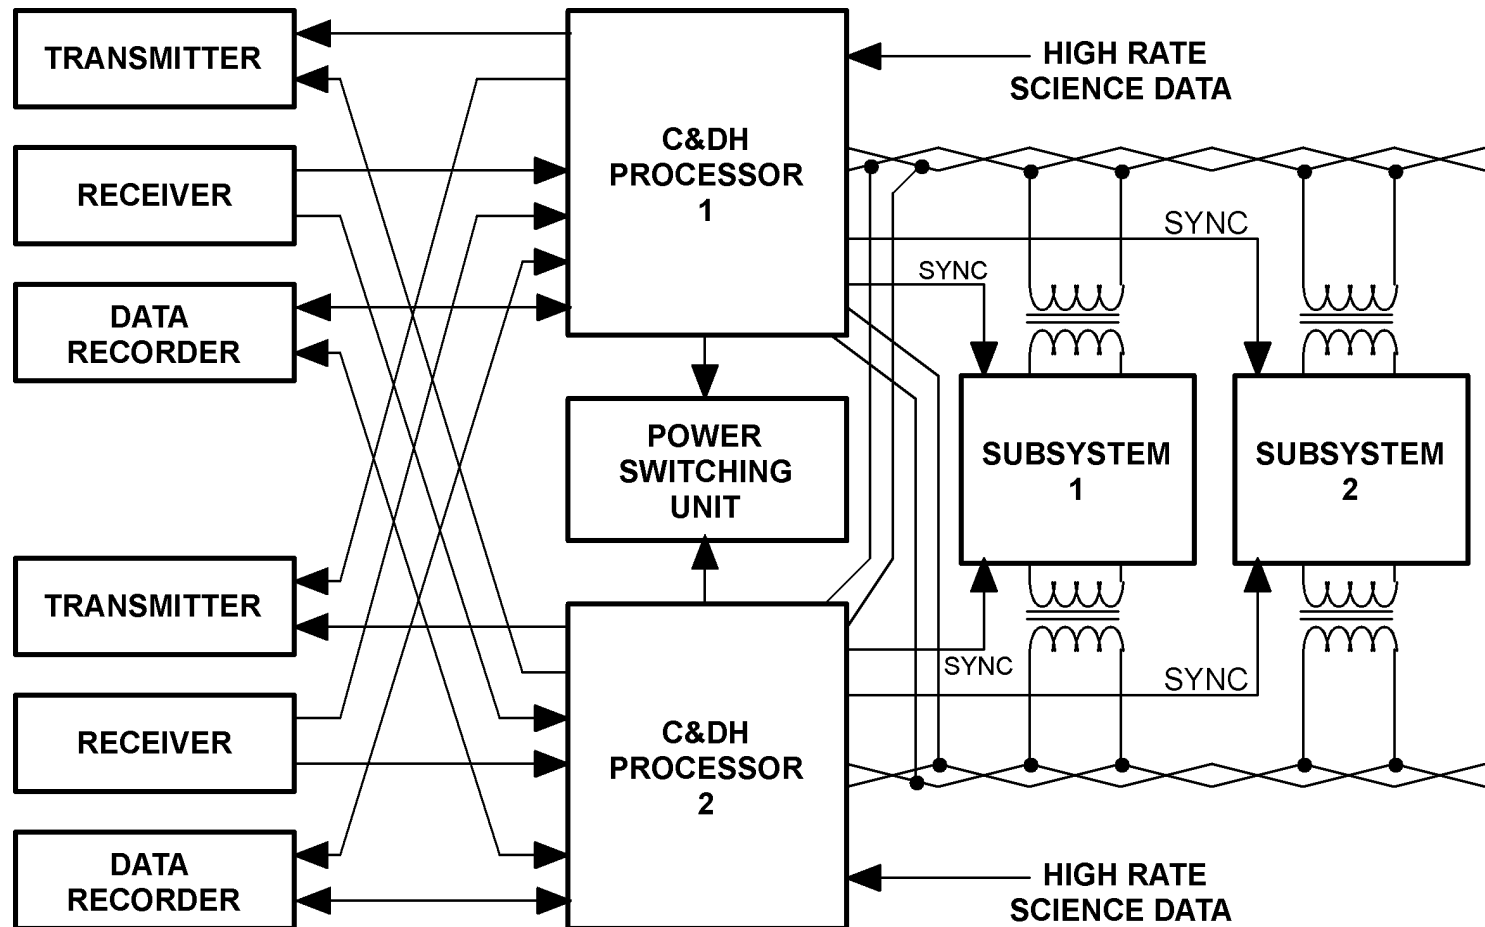 TRANSMITTER
RECEIVER
DATA
RECORDER
C&DH
PROCESSOR
1
HIGH RATE
SCIENCE DATA
SYNC
SYNC
POWER
SWITCHING
UNIT
SUBSYSTEM
1
SUBSYSTEM
2
TRANSMITTER
RECEIVER
DATA
RECORDER
C&DH
PROCESSOR
2
SYNC
SYNC
HIGH RATE
SCIENCE DATA